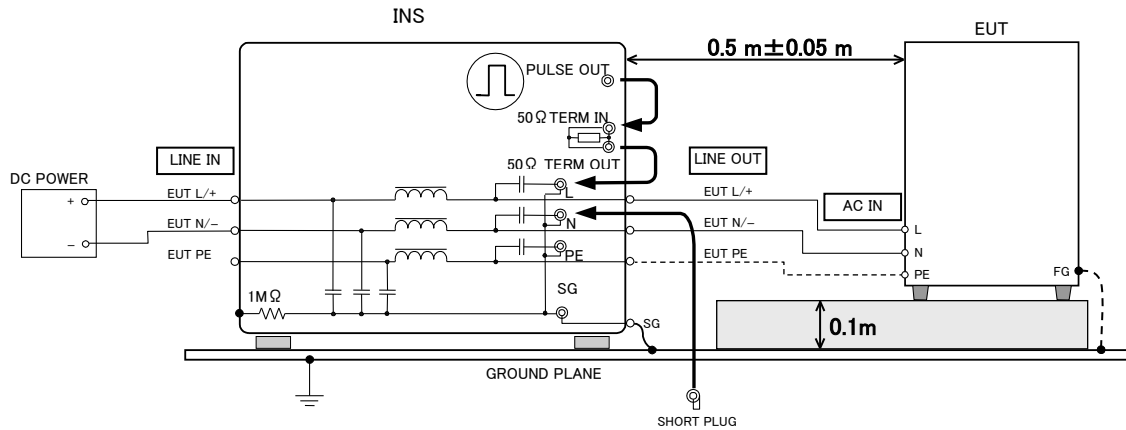 INS
EUT
0.5 m±0.05 m
PULSE OUT
50Ω TERM IN
50Ω TERM OUT
LINE IN
LINE OUT
DC POWER
+
−
EUT L/+
EUT N/−
EUT PE
L
N
PE
SG
1MΩ
EUT L/+
EUT N/−
EUT PE
SG
AC IN
L
N
PE
FG
0.1m
GROUND PLANE
SHORT PLUG